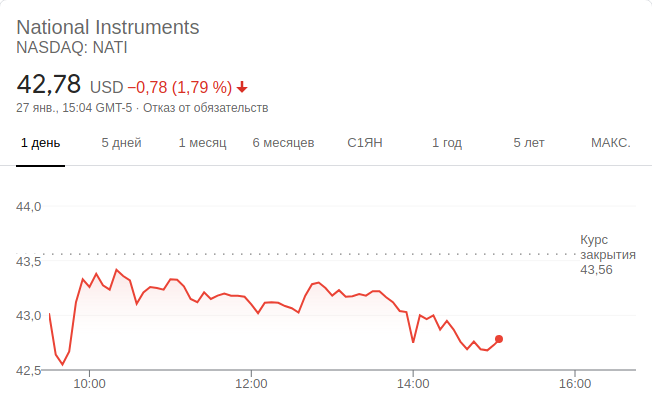 National Instruments
NASDAQ: NATI
42,78 USD −0,78 (1,79 %)
27 янв., 15:04 GMT-5 · Отказ от обязательств
1 день 5 дней 1 месяц 6 месяцев С1ЯН 1 год 5 лет МАКС.
44,0
Курс
закрытия
43,56
43,5
43,0
42,5
10:00 12:00 14:00 16:00